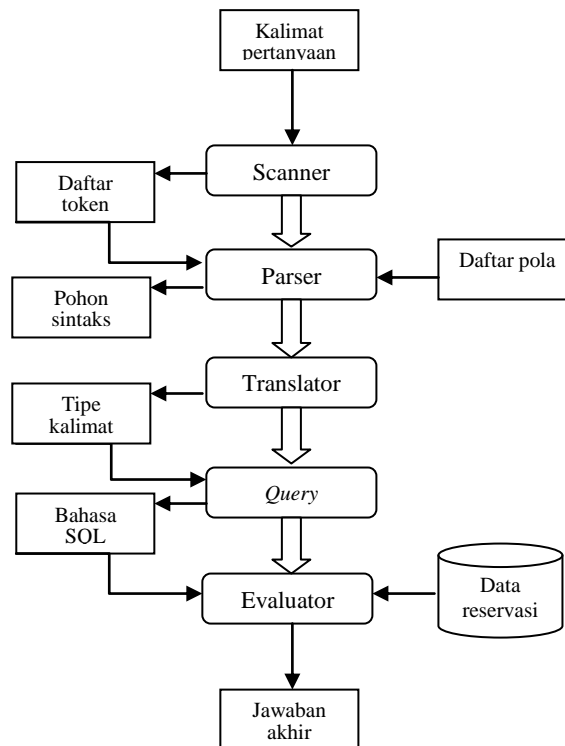 Kalimat
pertanyaan
Scanner
Daftar
token
Parser
Daftar pola
Pohon
sintaks
Translator
Tipe
kalimat
Query
Bahasa
SQL
Evaluator
Data
reservasi
Jawaban
akhir